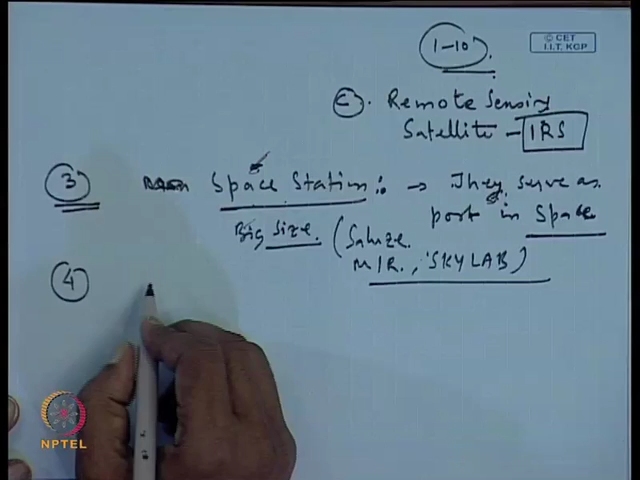 1-10
© CET
I.I.T. KGP
C. Remote Sensing
Satellite - IRS
3 Space Station : → They serve as
port in Space
Big Size. (Saluze.
MIR., SKYLAB)
4
NPTEL